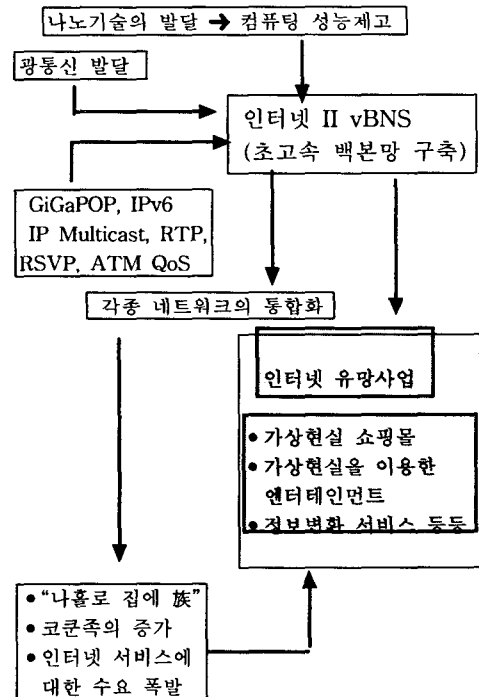 나노기술의 발달 → 컴퓨팅 성능제고
광통신 발달
인터넷 II vBNS
(초고속 백본망 구축)
GiGaPOP, IPv6
IP Multicast, RTP,
RSVP, ATM QoS
각종 네트워크의 통합화
인터넷 유망사업
• 가상현실 쇼핑몰
• 가상현실을 이용한
엔터테인먼트
• 정보변환 서비스 등등
• “나홀로 집에 族”
• 코쿤족의 증가
• 인터넷 서비스에
대한 수요 폭발